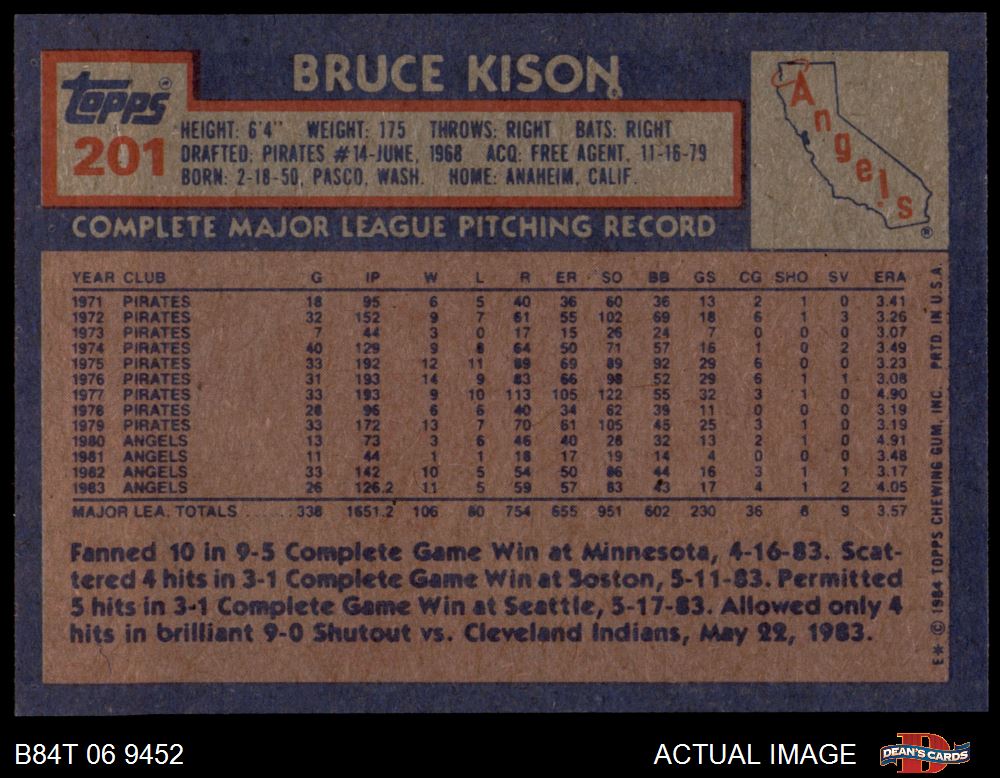 BRUCE KISON
topps
201
HEIGHT: 6'4" WEIGHT: 175 THROWS: RIGHT BATS: RIGHT
DRAFTED: PIRATES #14-JUNE, 1968 ACQ: FREE AGENT, 11-16-79
BORN: 2-18-50, PASCO, WASH. HOME: ANAHEIM, CALIF.
Angels
COMPLETE MAJOR LEAGUE PITCHING RECORD
YEAR CLUB G IP W L R ER SO BB GS CG SHO SV ERA
1971 PIRATES 18 95 6 5 40 36 60 36 13 2 1 0 3.41
1972 PIRATES 32 152 9 7 61 55 102 69 18 6 1 3 3.26
1973 PIRATES 7 44 3 0 17 15 26 24 7 0 0 0 3.07
1974 PIRATES 40 129 9 8 64 50 71 57 16 1 0 2 3.49
1975 PIRATES 33 192 12 11 89 69 89 92 29 6 0 0 3.23
1976 PIRATES 31 193 14 9 83 66 98 52 29 6 1 1 3.08
1977 PIRATES 33 193 9 10 113 105 122 55 32 3 1 0 4.90
1978 PIRATES 28 96 6 6 40 34 62 39 11 0 0 0 3.19
1979 PIRATES 33 172 13 7 70 61 105 45 25 3 1 0 3.19
1980 ANGELS 13 73 3 6 46 40 28 32 13 2 1 0 4.91
1981 ANGELS 11 44 1 1 18 17 19 14 4 0 0 0 3.48
1982 ANGELS 33 142 10 5 54 50 86 44 16 3 1 1 3.17
1983 ANGELS 26 126.2 11 5 59 57 83 43 17 4 1 2 4.05
MAJOR LEA. TOTALS ...... 338 1651.2 106 80 754 655 951 602 230 36 8 9 3.57
Fanned 10 in 9-5 Complete Game Win at Minnesota, 4-16-83. Scat-
tered 4 hits in 3-1 Complete Game Win at Boston, 5-11-83. Permitted
5 hits in 3-1 Complete Game Win at Seattle, 5-17-83. Allowed only 4
hits in brilliant 9-0 Shutout vs. Cleveland Indians, May 22, 1983.
E* © 1984 TOPPS CHEWING GUM, INC. PRTD. IN U.S.A.
B84T 06 9452
ACTUAL IMAGE
DEAN'S CARDS